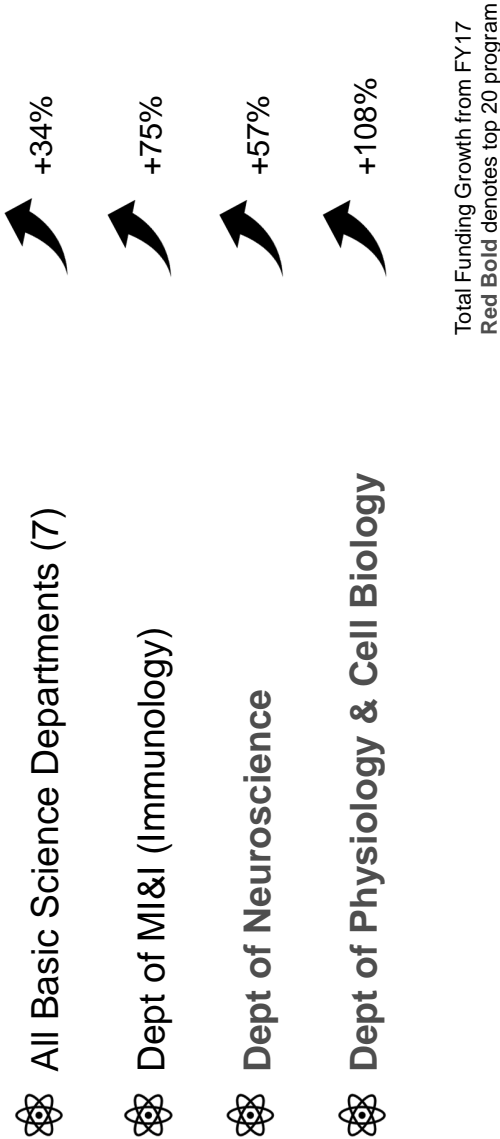 All Basic Science Departments (7)
+34%
Dept of MI&I (Immunology)
+75%
Dept of Neuroscience
+57%
Dept of Physiology & Cell Biology
+108%
Total Funding Growth from FY17
Red Bold denotes top 20 program